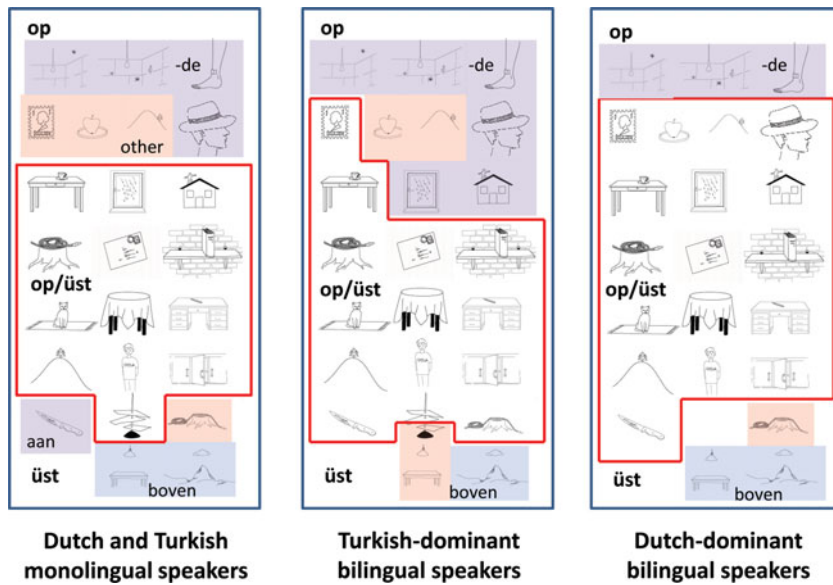 op
-de
other
op/üst
aan
üst
boven
Dutch and Turkish
monolingual speakers
op
-de
other
op/üst
üst
boven
Turkish-dominant
bilingual speakers
op
-de
op/üst
üst
boven
Dutch-dominant
bilingual speakers